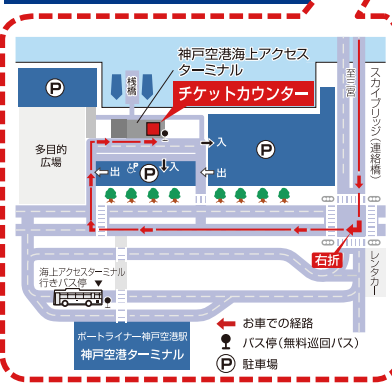 神戸空港海上アクセス
ターミナル
桟橋
チケットカウンター
至三宮
スカイブリッジ(連絡橋)
P
P
入
多目的
広場
出
P
入
出
海上アクセスターミナル
行きバス停
右折
レンタカー
ポートライナー神戸空港駅
神戸空港ターミナル
お車での経路
バス停(無料巡回バス)
P 駐車場